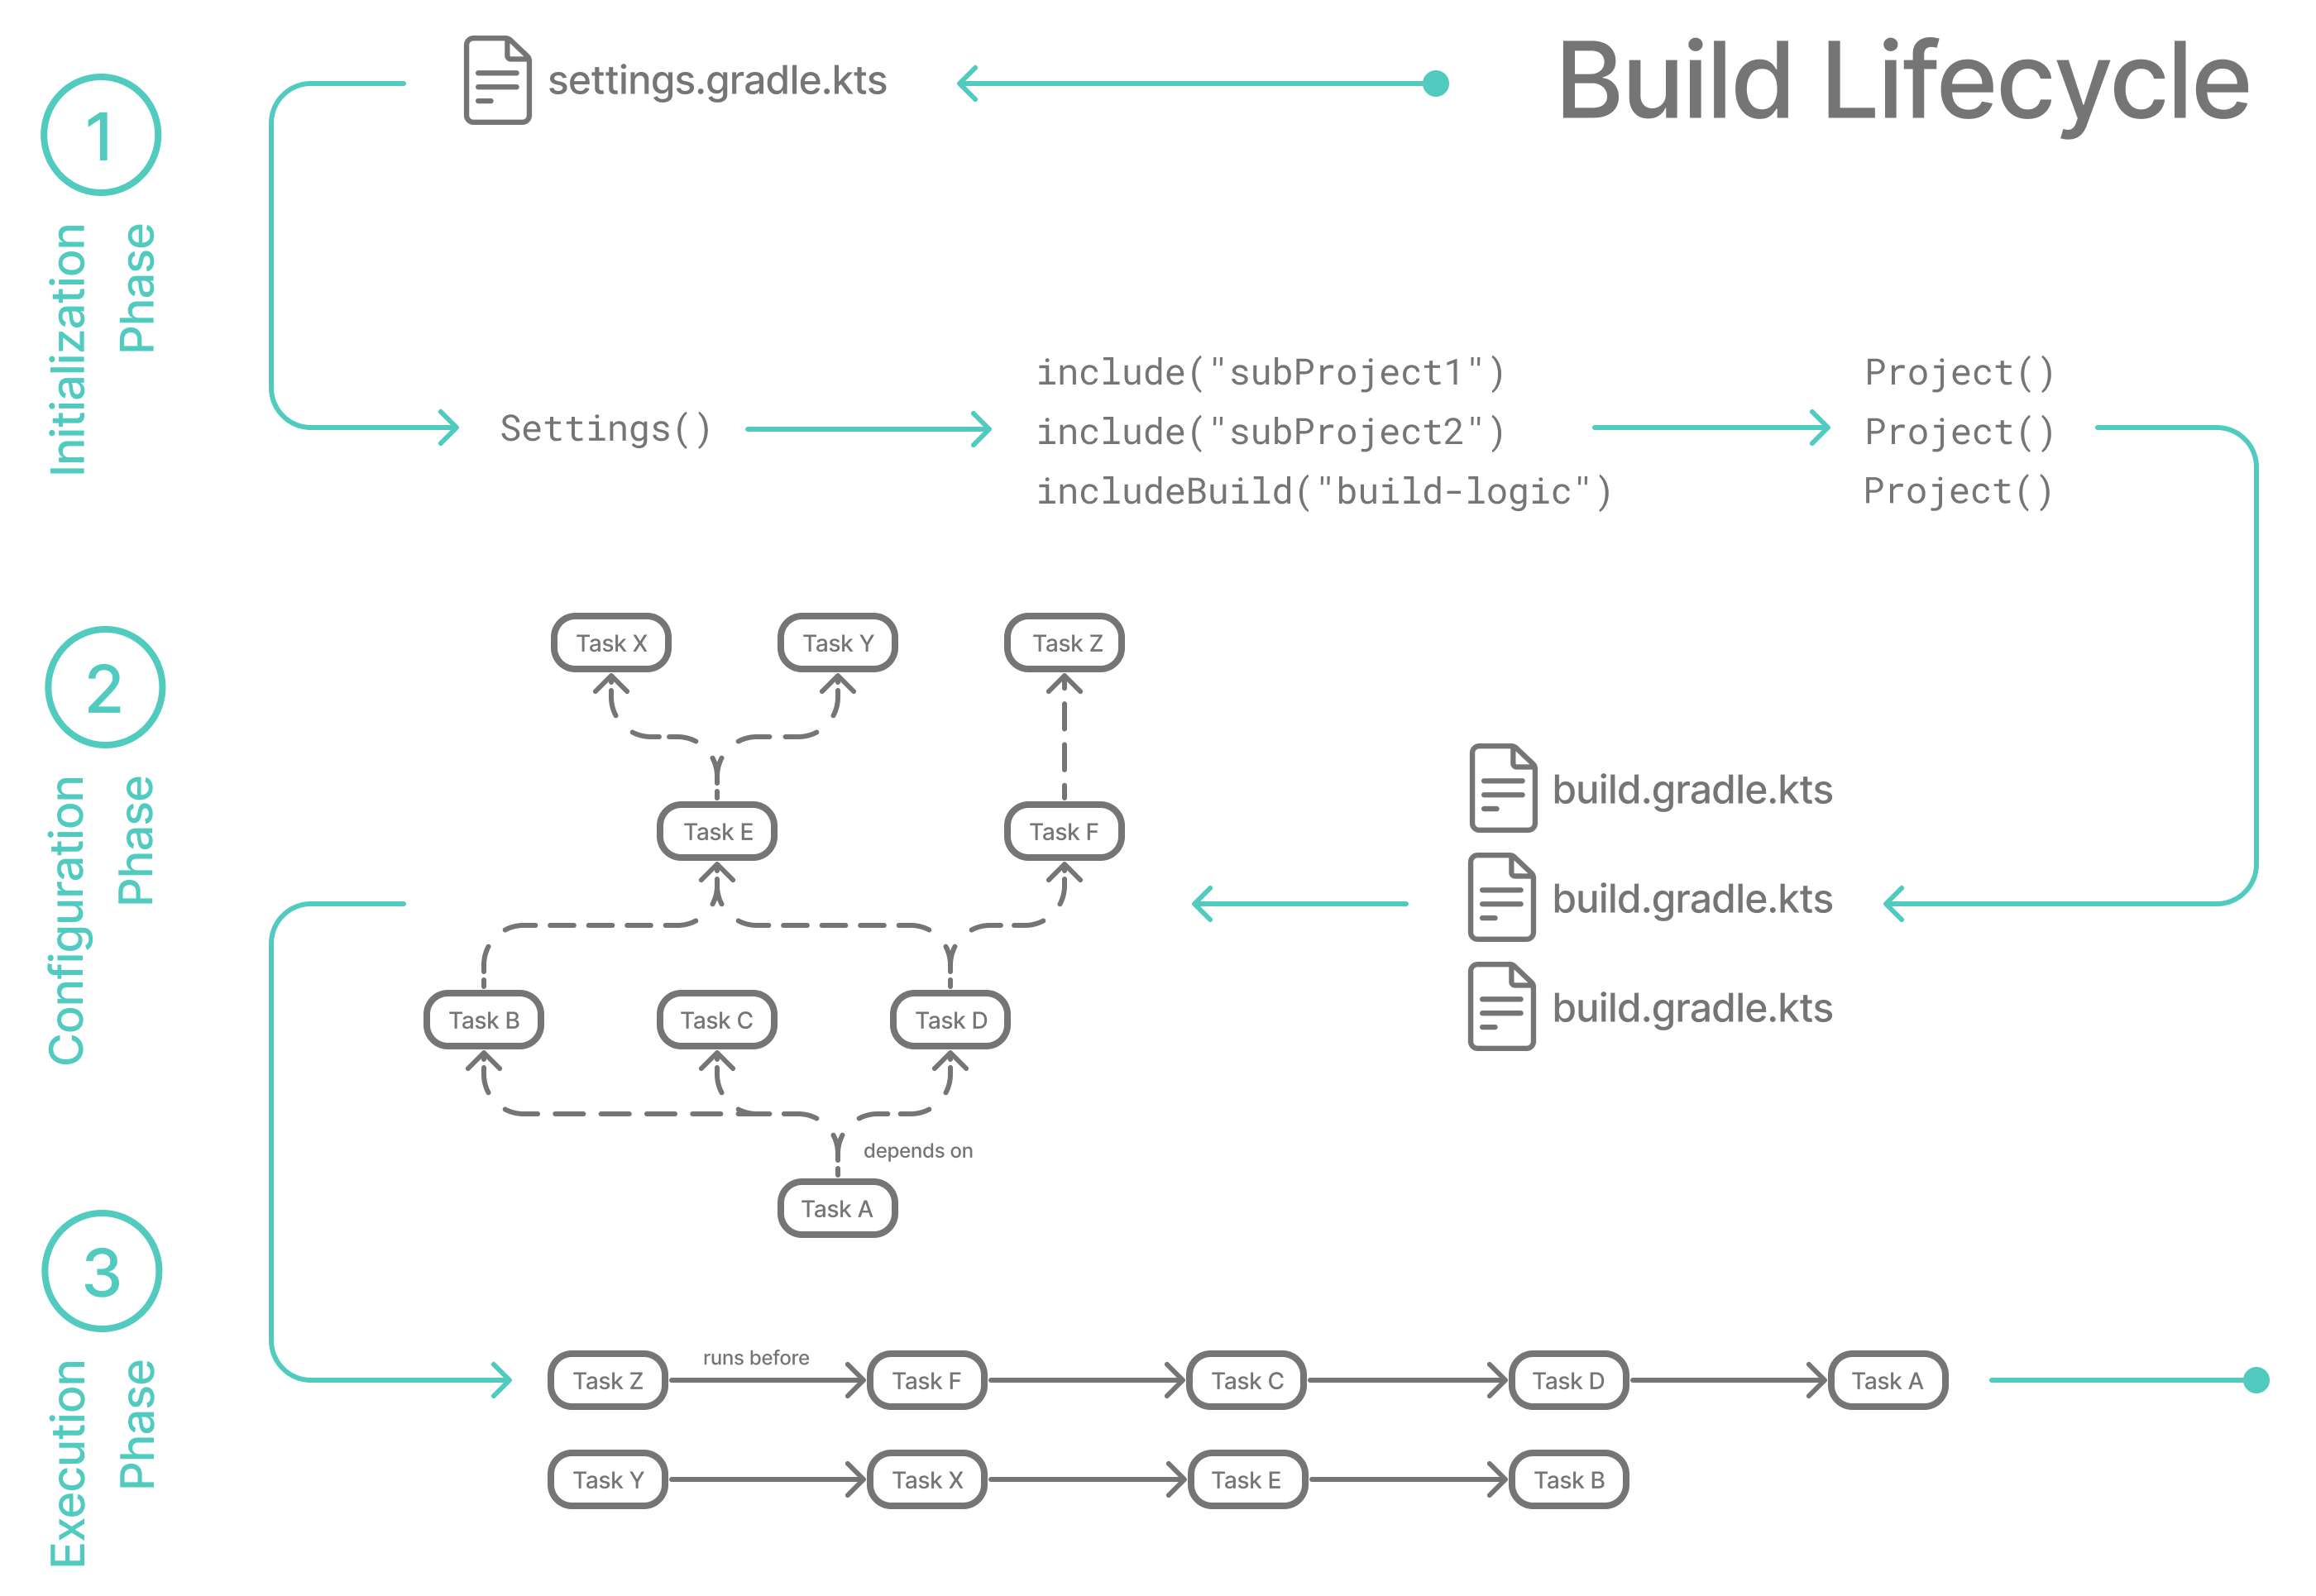 Build Lifecycle
1
Initialization
Phase
settings.gradle.kts
Settings()
include("subProject1")
include("subProject2")
includeBuild("build-logic")
Project()
Project()
Project()
2
Configuration
Phase
Task X
Task Y
Task Z
Task E
Task F
Task B
Task C
Task D
depends on
Task A
build.gradle.kts
build.gradle.kts
build.gradle.kts
3
Execution
Phase
Task Z
runs before
Task F
Task C
Task D
Task A
Task Y
Task X
Task E
Task B